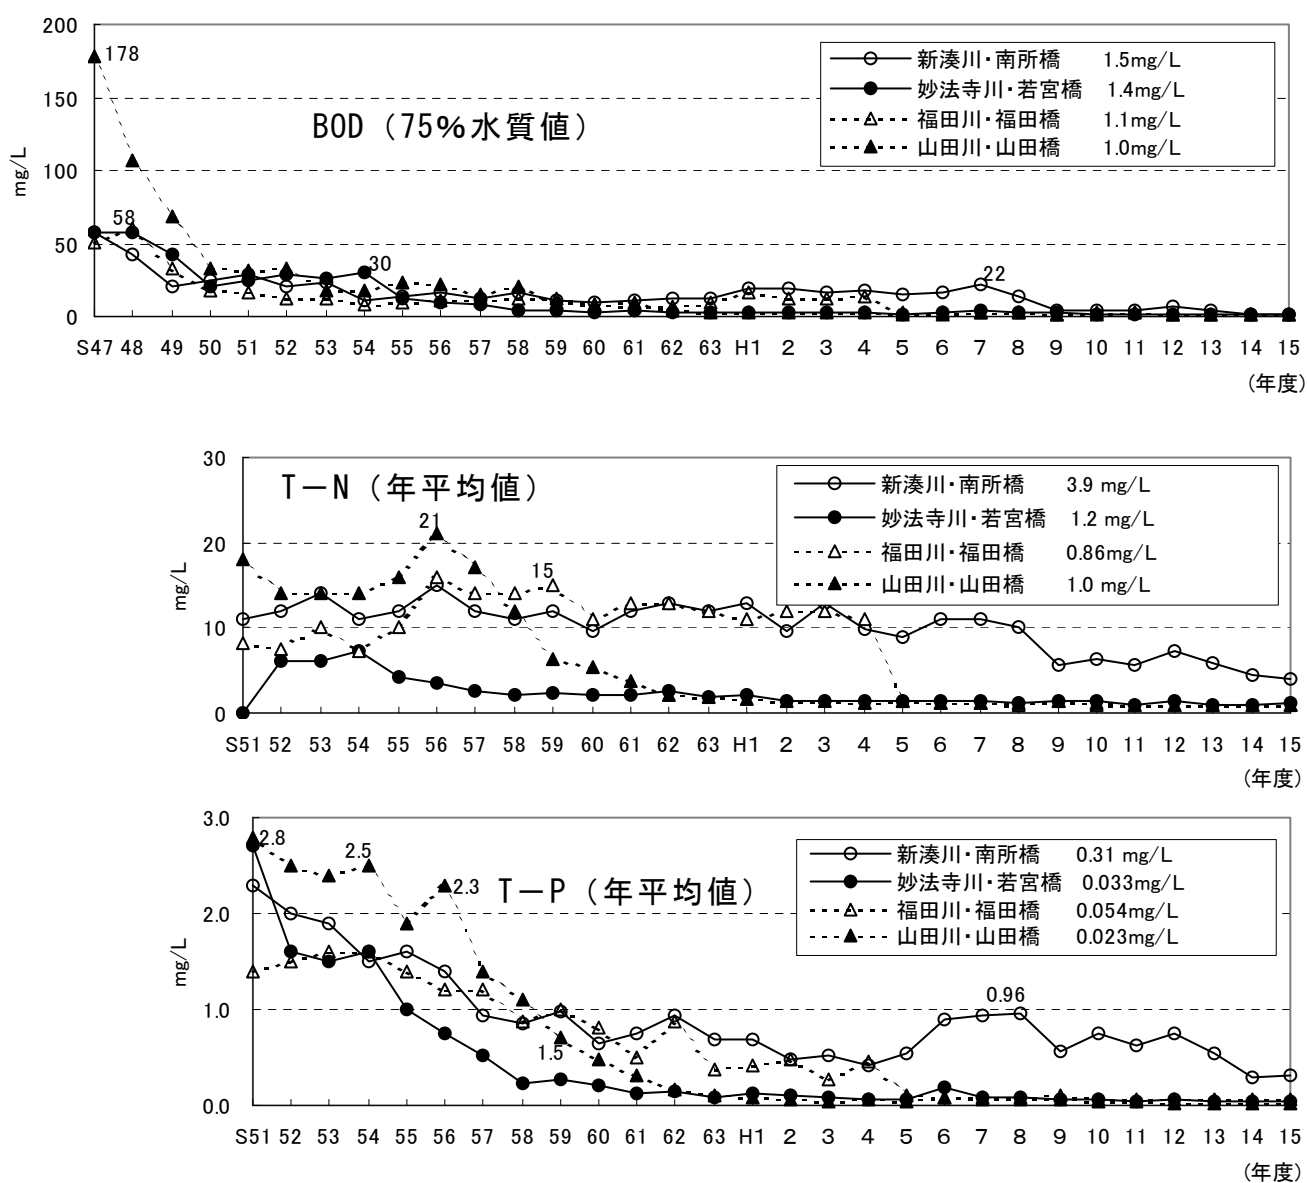 200
150
100
50
0
mg/L
178
58
30
22
BOD（75%水質値）
新湊川・南所橋 1.5mg/L
妙法寺川・若宮橋 1.4mg/L
福田川・福田橋 1.1mg/L
山田川・山田橋 1.0mg/L
S47 48 49 50 51 52 53 54 55 56 57 58 59 60 61 62 63 H1 2 3 4 5 6 7 8 9 10 11 12 13 14 15
(年度)
30
20
10
0
mg/L
T－N（年平均値）
21
15
新湊川・南所橋 3.9 mg/L
妙法寺川・若宮橋 1.2 mg/L
福田川・福田橋 0.86mg/L
山田川・山田橋 1.0 mg/L
S51 52 53 54 55 56 57 58 59 60 61 62 63 H1 2 3 4 5 6 7 8 9 10 11 12 13 14 15
(年度)
3.0
2.0
1.0
0.0
mg/L
2.8
2.5
2.3
1.5
0.96
T－P（年平均値）
新湊川・南所橋 0.31 mg/L
妙法寺川・若宮橋 0.033mg/L
福田川・福田橋 0.054mg/L
山田川・山田橋 0.023mg/L
S51 52 53 54 55 56 57 58 59 60 61 62 63 H1 2 3 4 5 6 7 8 9 10 11 12 13 14 15
(年度)